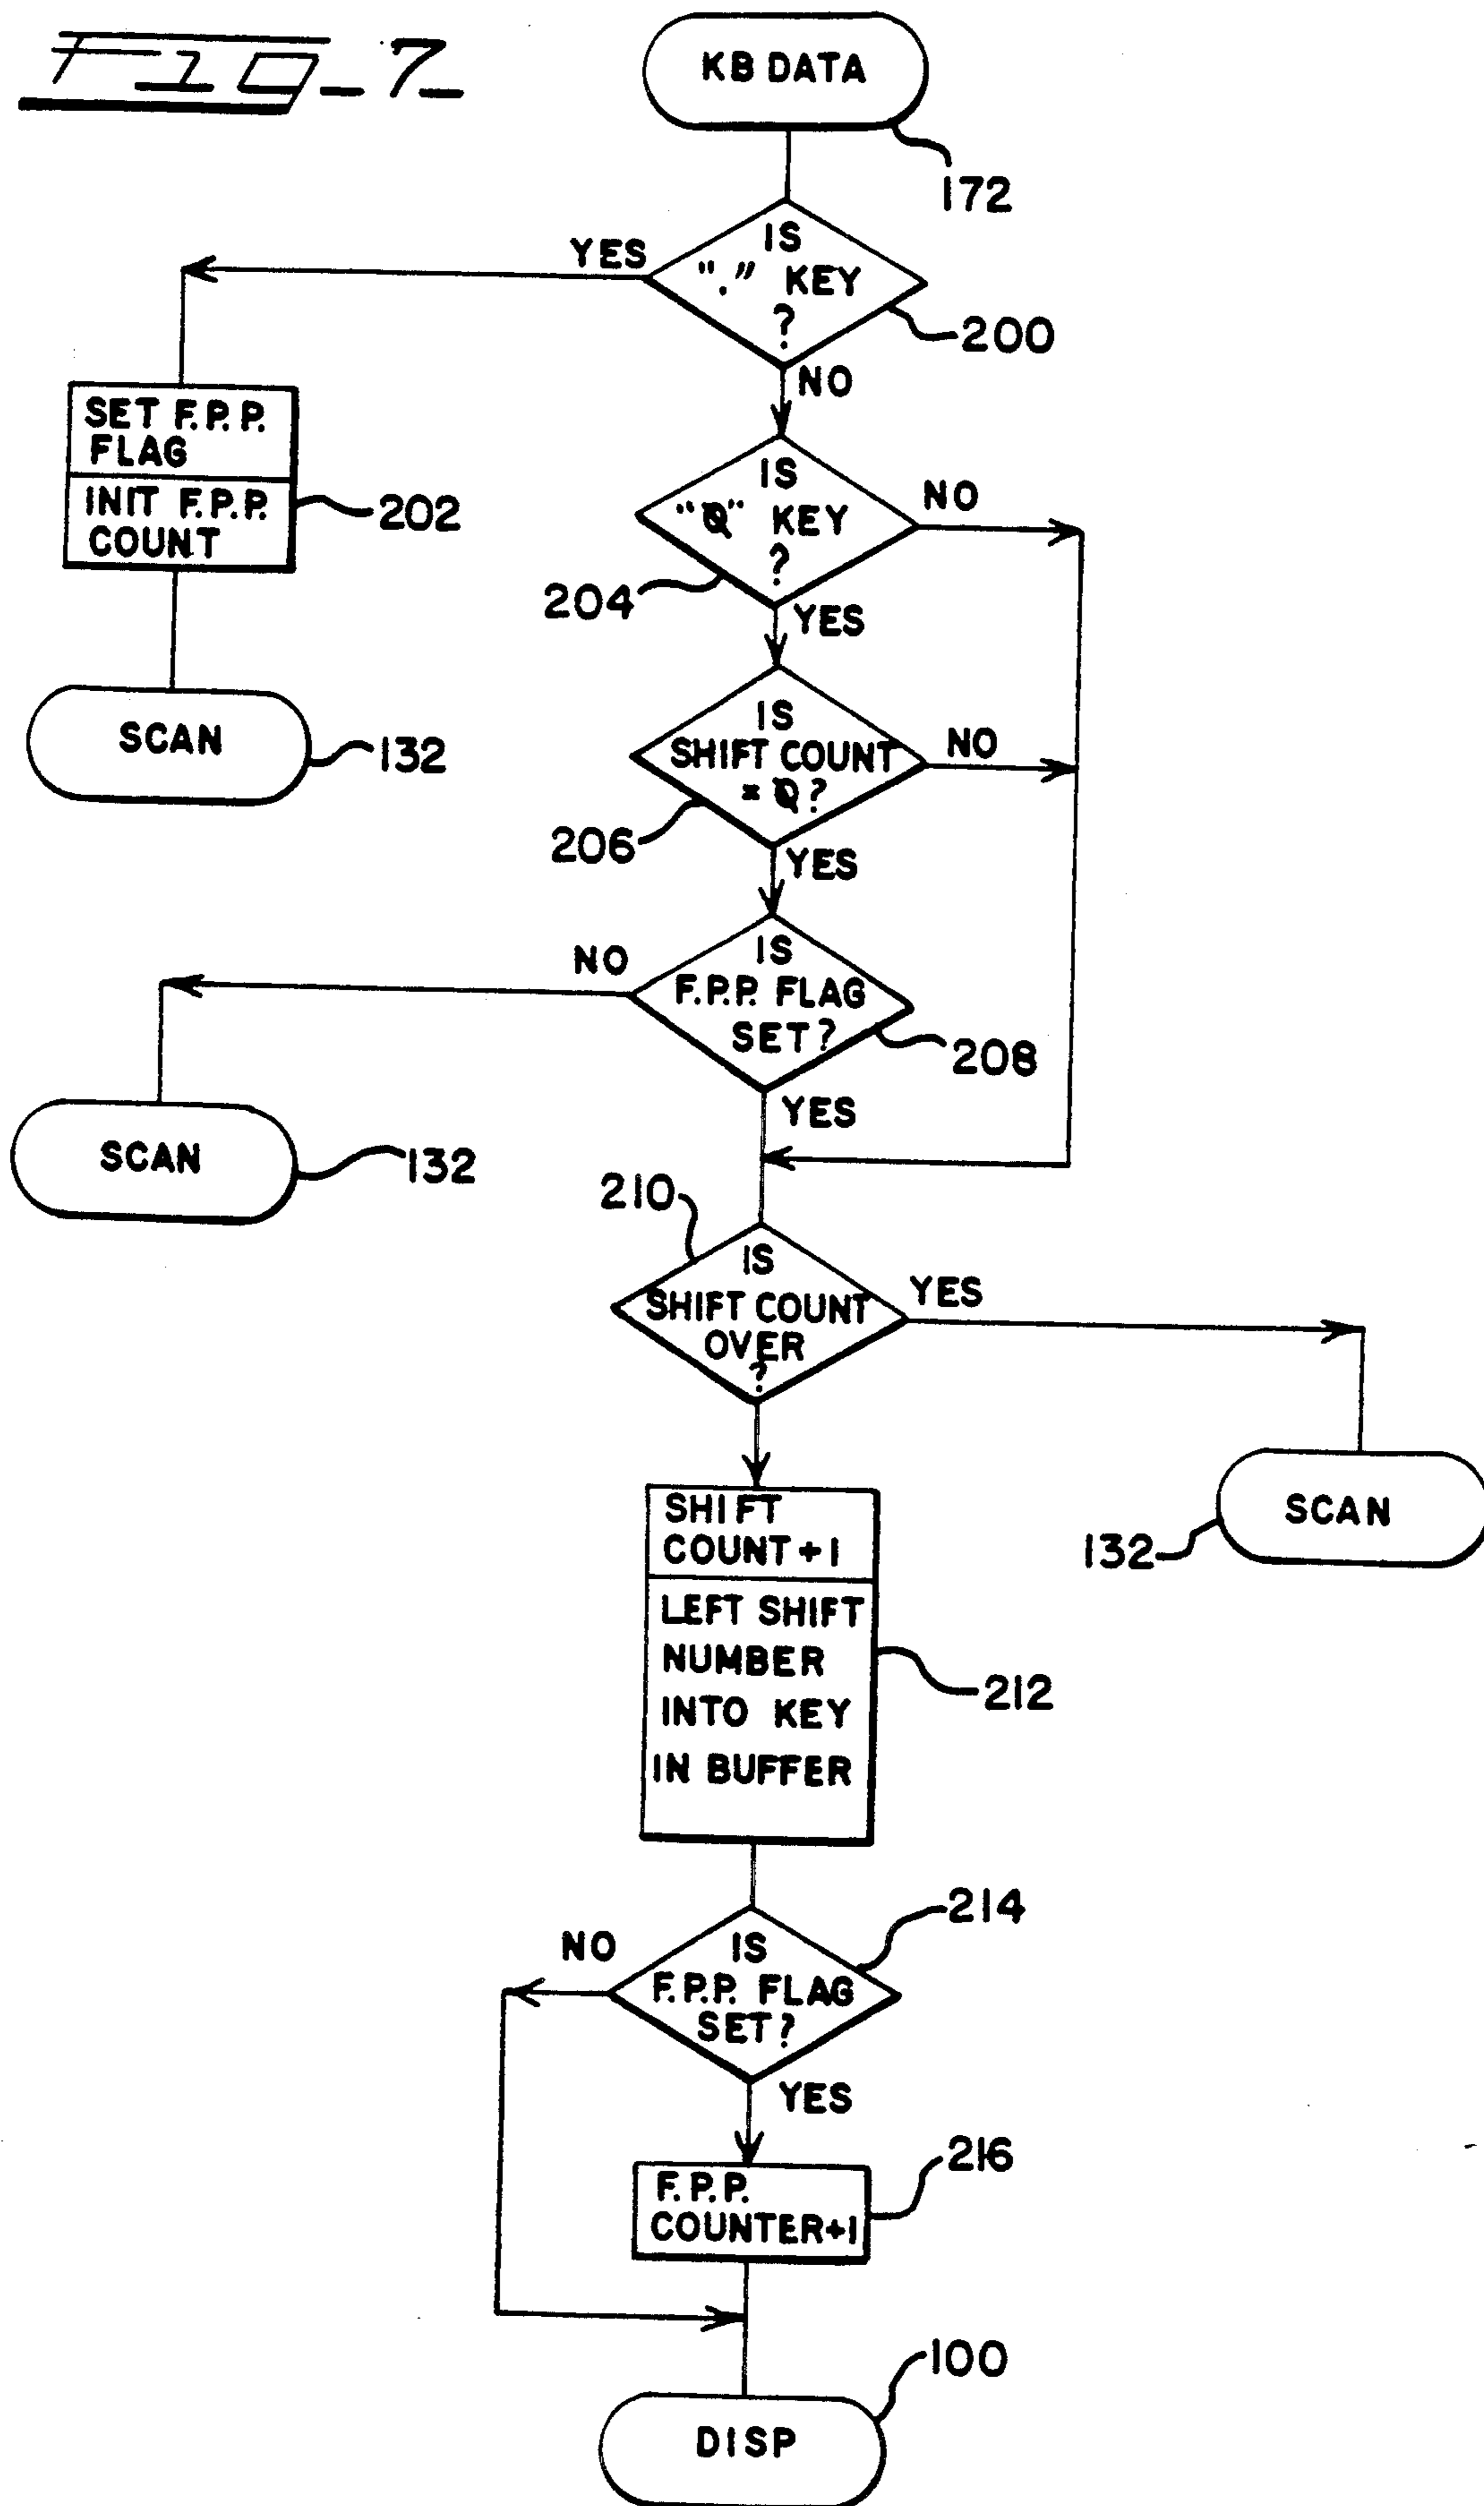 FIG_7_
KB DATA
172
IS
"." KEY
?
YES
200
NO
SET F.P.P.
FLAG
INIT F.P.P.
COUNT
202
IS
"0" KEY
?
NO
204
YES
SCAN
132
IS
SHIFT COUNT
= 0?
NO
206
YES
IS
F.P.P. FLAG
SET?
NO
208
YES
SCAN
132
210
IS
SHIFT COUNT
OVER
?
YES
SCAN
132
SHIFT
COUNT+1
LEFT SHIFT
NUMBER
INTO KEY
IN BUFFER
212
214
IS
F.P.P. FLAG
SET?
NO
YES
216
F.P.P.
COUNTER+1
100
DISP